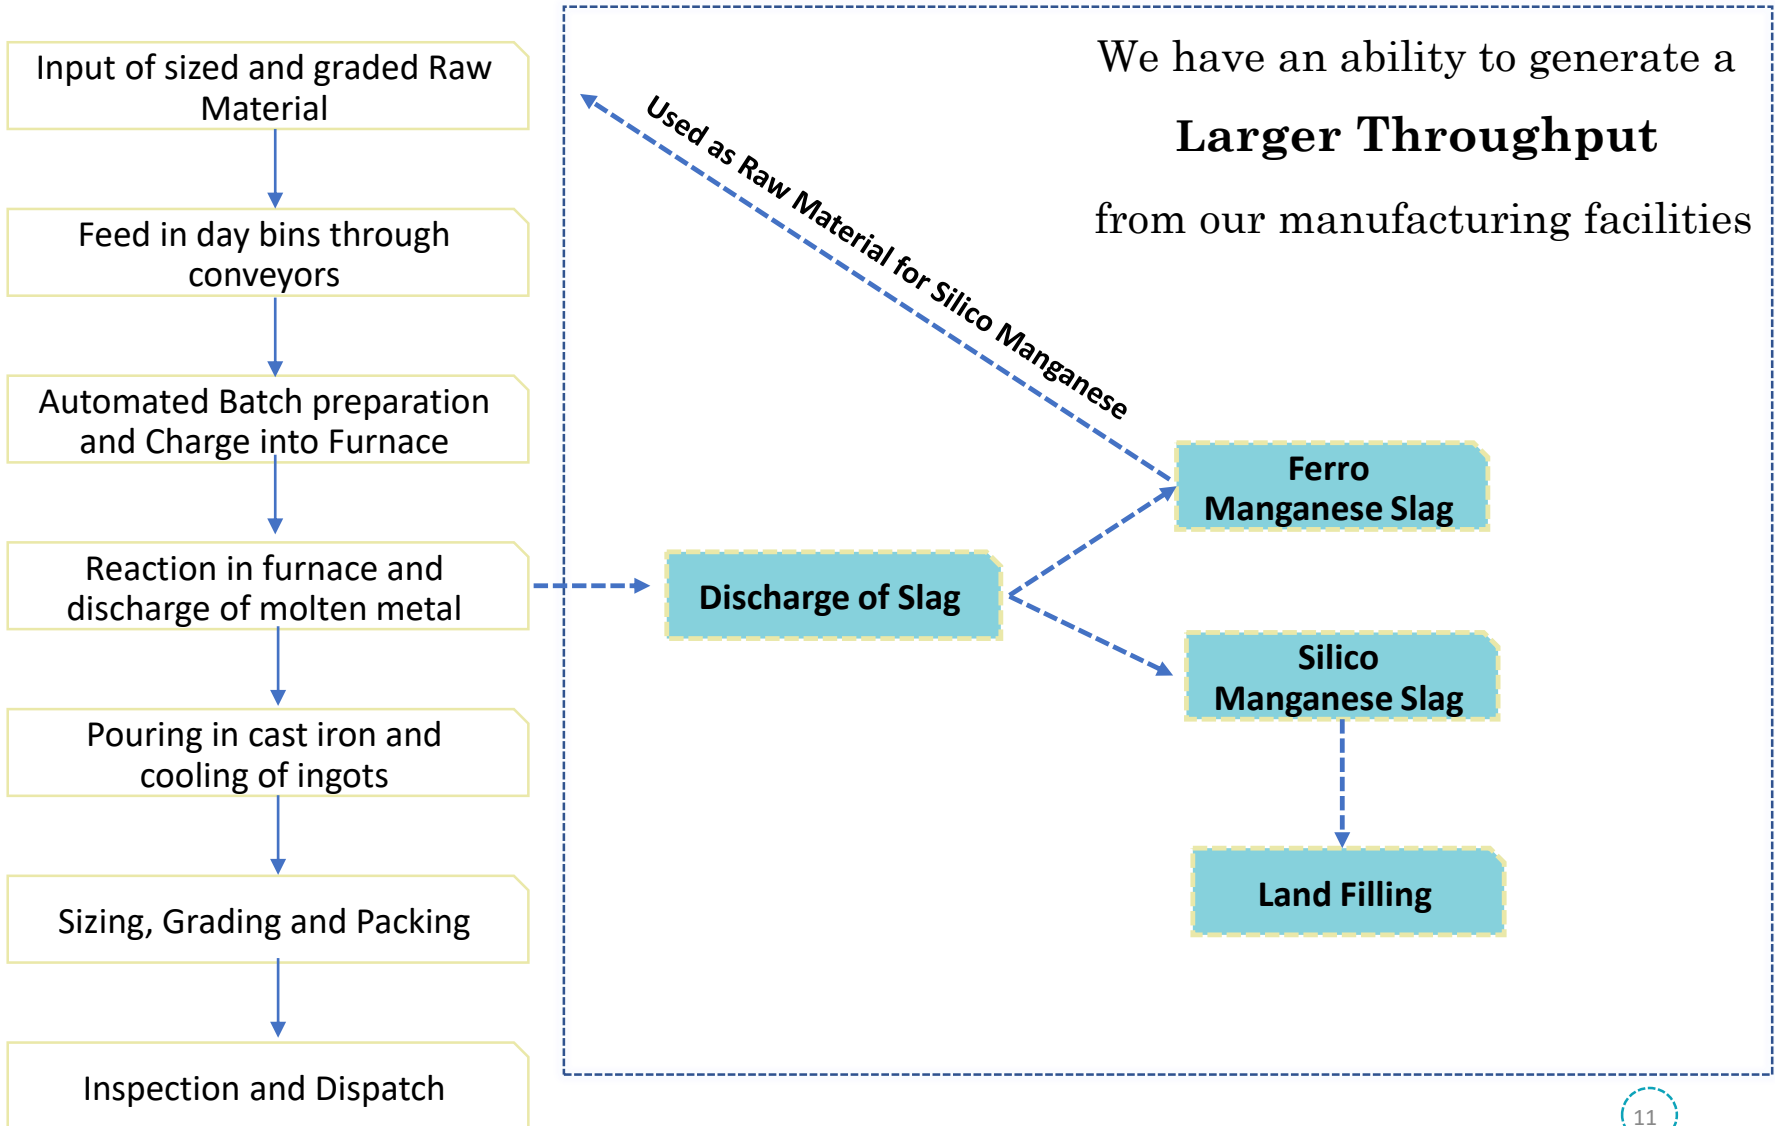 Input of sized and graded Raw
Material
Feed in day bins through
conveyors
Automated Batch preparation
and Charge into Furnace
Reaction in furnace and
discharge of molten metal
Pouring in cast iron and
cooling of ingots
Sizing, Grading and Packing
Inspection and Dispatch
We have an ability to generate a
Larger Throughput
from our manufacturing facilities
Used as Raw Material for Silico Manganese
Ferro
Manganese Slag
Discharge of Slag
Silico
Manganese Slag
Land Filling
11